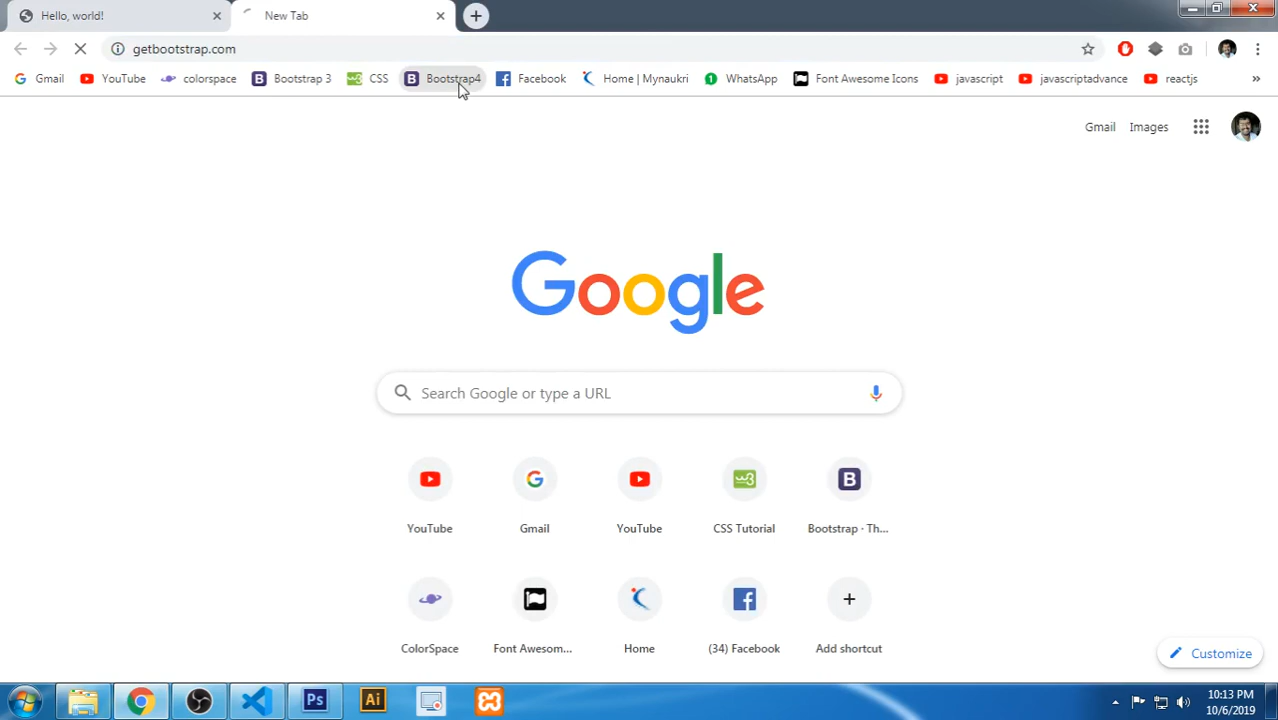 Hello, world!
New Tab
getbootstrap.com
Gmail
YouTube
colorspace
Bootstrap 3
CSS
Bootstrap4
Facebook
Home | Mynaukri
WhatsApp
Font Awesome Icons
javascript
javascriptadvance
reactjs
»
Gmail
Images
Google
Search Google or type a URL
YouTube
Gmail
YouTube
CSS Tutorial
Bootstrap · Th...
ColorSpace
Font Awesom...
Home
(34) Facebook
Add shortcut
Customize
Ps
Ai
10:13 PM
10/6/2019